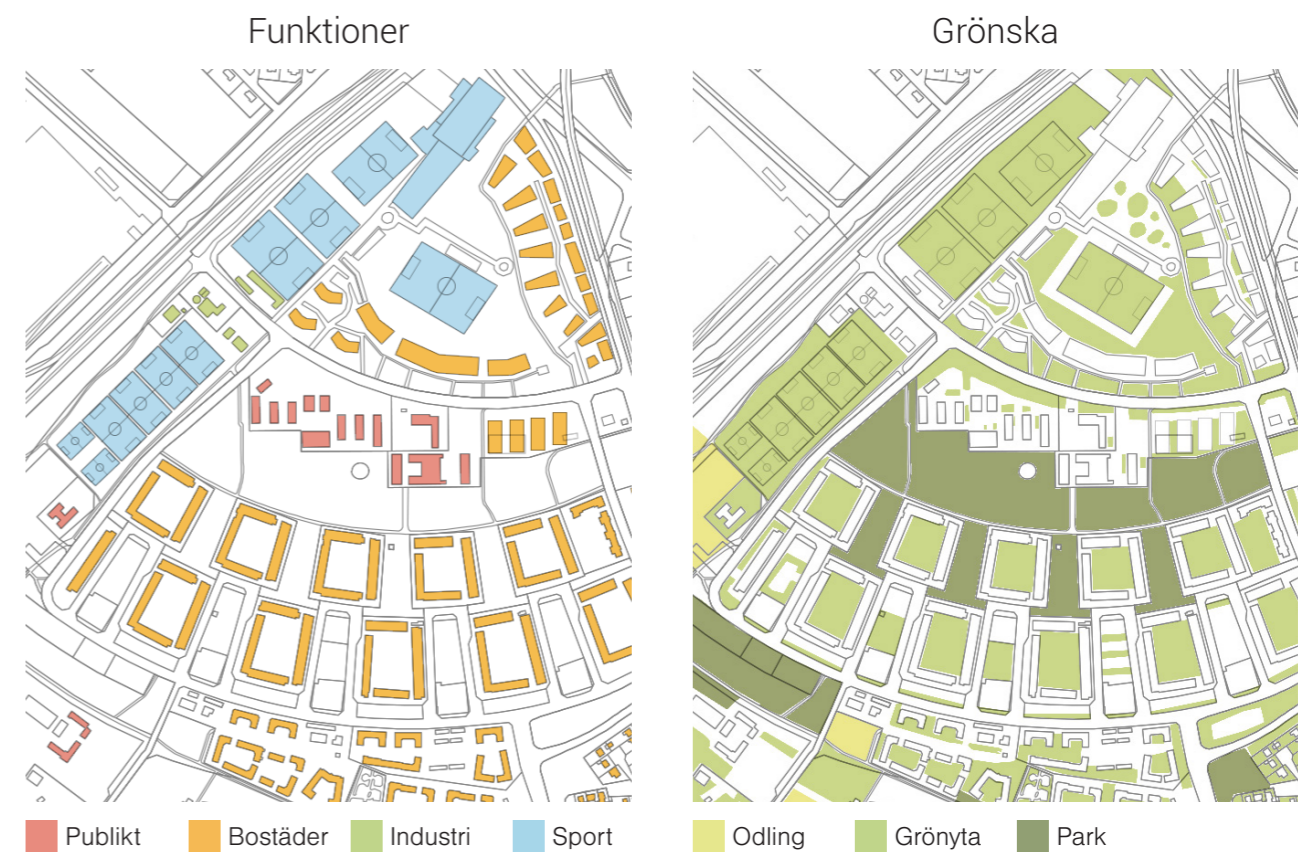 Funktioner
Grönska
Publikt
Bostäder
Industri
Sport
Odling
Grönyta
Park